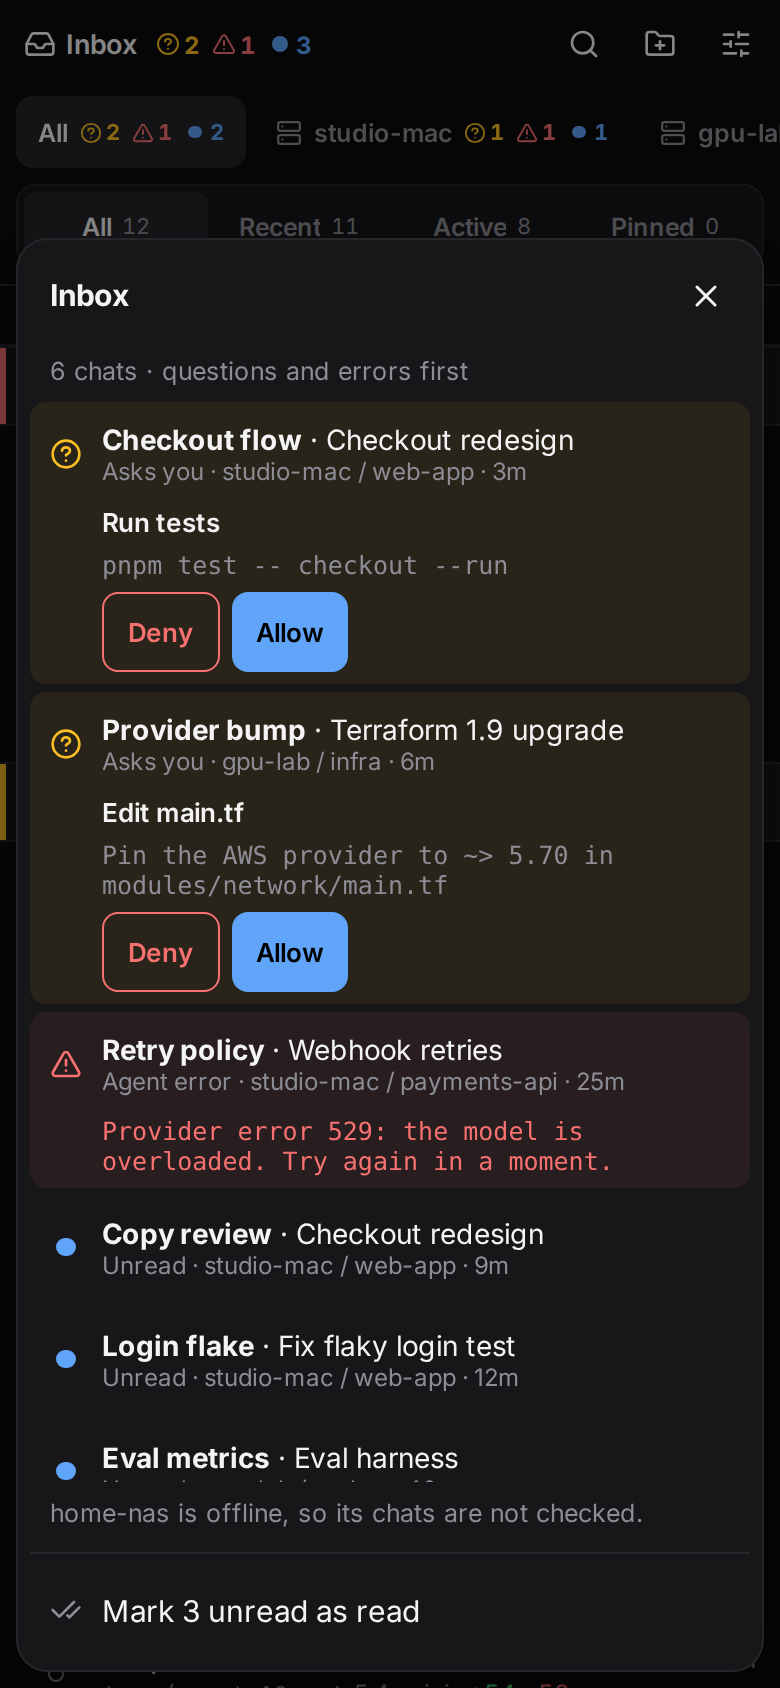 Inbox 2 1 3
All 2 1 2 studio-mac 1 1 1 gpu-la
All 12 Recent 11 Active 8 Pinned 0
Inbox
6 chats · questions and errors first
Checkout flow · Checkout redesign
Asks you · studio-mac / web-app · 3m
Run tests
pnpm test -- checkout --run
Deny Allow
Provider bump · Terraform 1.9 upgrade
Asks you · gpu-lab / infra · 6m
Edit main.tf
Pin the AWS provider to ~> 5.70 in
modules/network/main.tf
Deny Allow
Retry policy · Webhook retries
Agent error · studio-mac / payments-api · 25m
Provider error 529: the model is
overloaded. Try again in a moment.
Copy review · Checkout redesign
Unread · studio-mac / web-app · 9m
Login flake · Fix flaky login test
Unread · studio-mac / web-app · 12m
Eval metrics · Eval harness
home-nas is offline, so its chats are not checked.
Mark 3 unread as read